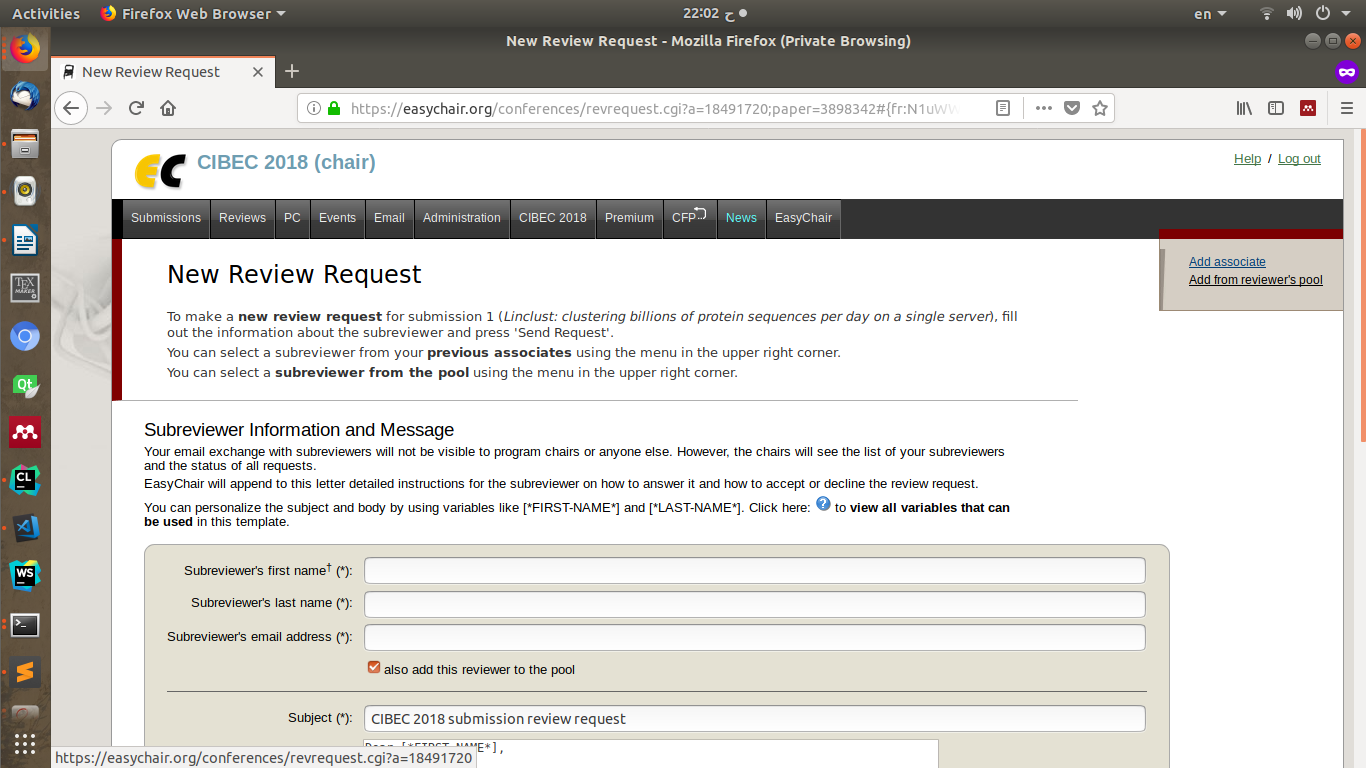 Activities Firefox Web Browser 22:02 ح en
New Review Request - Mozilla Firefox (Private Browsing)
New Review Request
https://easychair.org/conferences/revrequest.cgi?a=18491720;paper=3898342#{fr:N1uWW
EC CIBEC 2018 (chair) Help / Log out
Submissions Reviews PC Events Email Administration CIBEC 2018 Premium CFP News EasyChair
Add associate
Add from reviewer's pool
New Review Request
To make a new review request for submission 1 (Linclust: clustering billions of protein sequences per day on a single server), fill
out the information about the subreviewer and press 'Send Request'.
You can select a subreviewer from your previous associates using the menu in the upper right corner.
You can select a subreviewer from the pool using the menu in the upper right corner.
Subreviewer Information and Message
Your email exchange with subreviewers will not be visible to program chairs or anyone else. However, the chairs will see the list of your subreviewers
and the status of all requests.
EasyChair will append to this letter detailed instructions for the subreviewer on how to answer it and how to accept or decline the review request.
You can personalize the subject and body by using variables like [*FIRST-NAME*] and [*LAST-NAME*]. Click here: ? to view all variables that can
be used in this template.
Subreviewer's first name† (*):
Subreviewer's last name (*):
Subreviewer's email address (*):
also add this reviewer to the pool
Subject (*): CIBEC 2018 submission review request
Dear [*FIRST-NAME*],
https://easychair.org/conferences/revrequest.cgi?a=18491720
TEX
MAKER
Qt
CL
WS